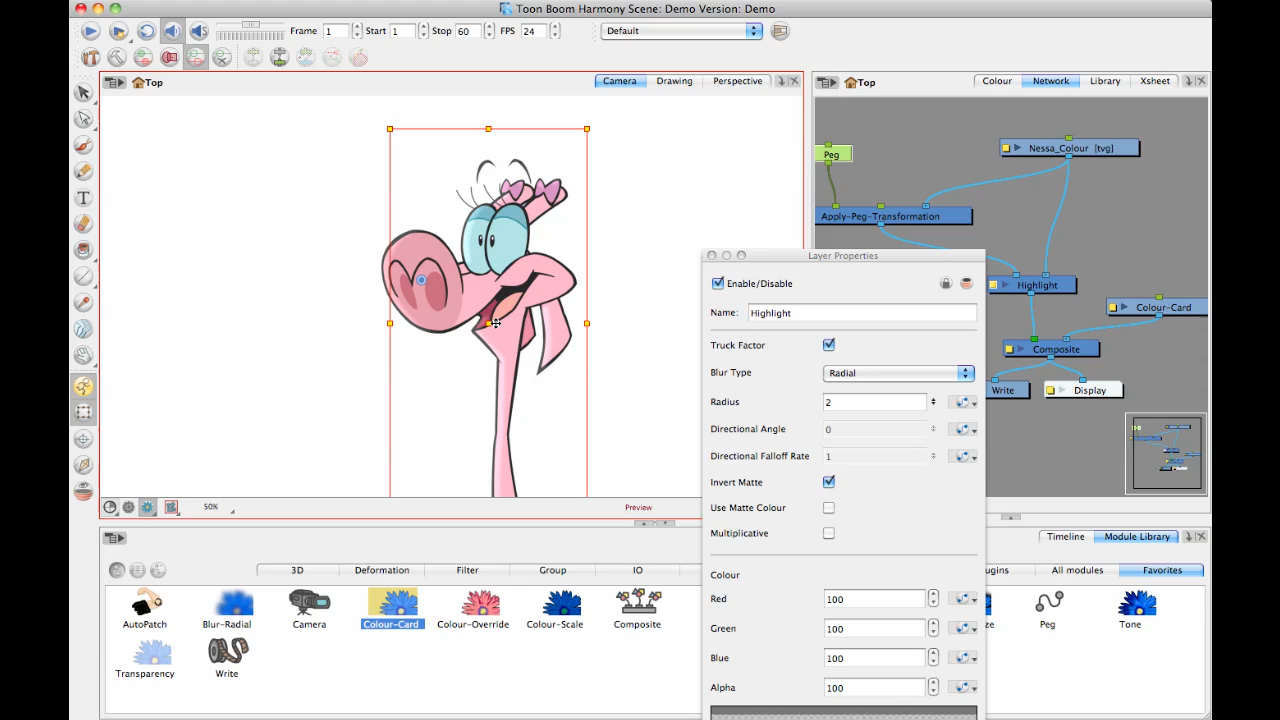 Toon Boom Harmony Scene: Demo Version: Demo
Frame 1 Start 1 Stop 60 FPS 24 Default
Top Camera Drawing Perspective
Top Colour Network Library Xsheet
Peg
Nessa_Colour [tvg]
Apply-Peg-Transformation
Highlight
Colour-Card
Composite
Write
Display
Layer Properties
Enable/Disable
Name: Highlight
Truck Factor
Blur Type Radial
Radius 2
Directional Angle 0
Directional Falloff Rate 1
Invert Matte
Use Matte Colour
Multiplicative
Colour
Red 100
Green 100
Blue 100
Alpha 100
T
50% Preview
Timeline Module Library
3D Deformation Filter Group IO
ugins All modules Favorites
AutoPatch Blur-Radial Camera Colour-Card Colour-Override Colour-Scale Composite
ze Peg Tone
Transparency Write